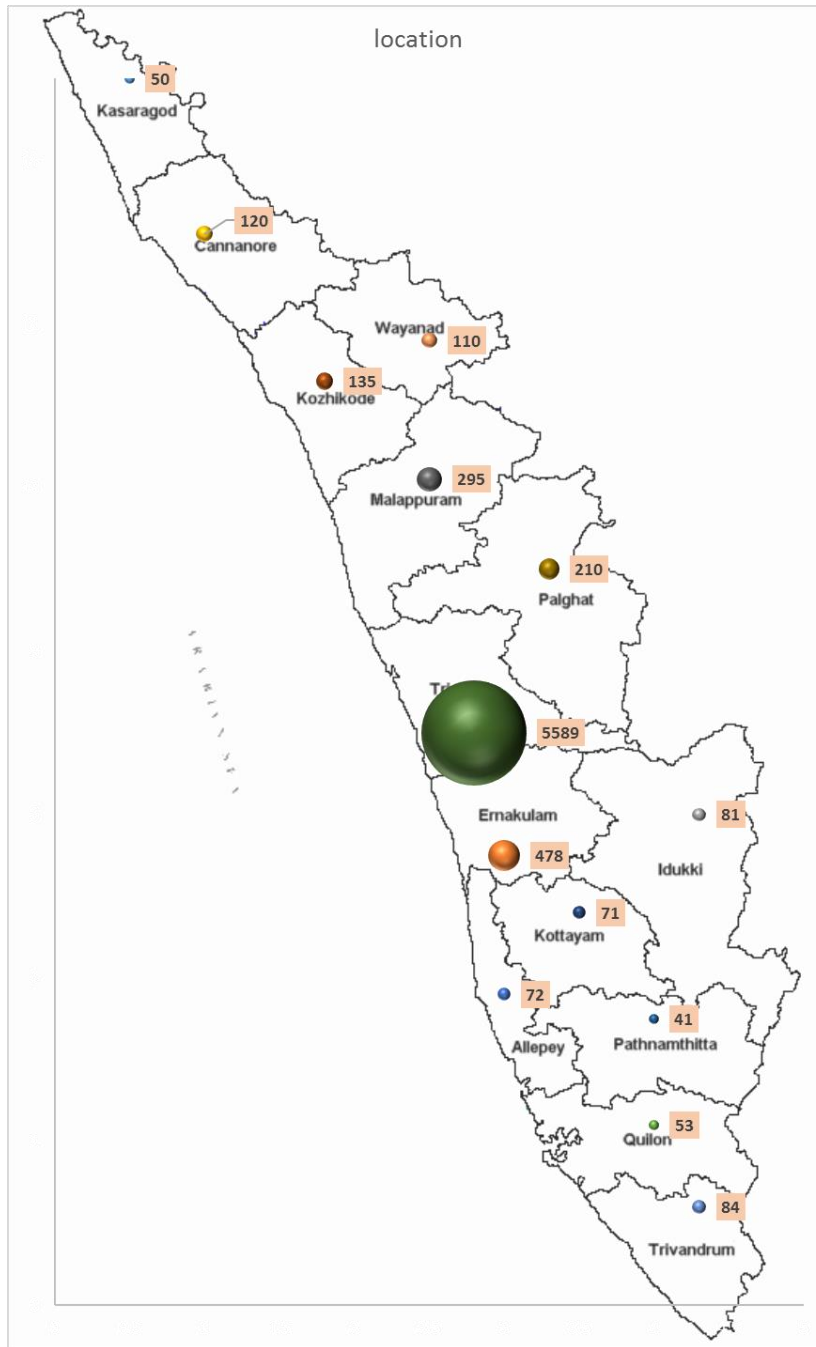 location
50
Kasaragod
120
Cannanore
Wayanad
110
135
Kozhikode
295
Malappuram
210
Palghat
5589
Ernakulam
81
478
Idukki
71
Kottayam
72
41
Allepey
Pathnamthitta
53
Quilon
84
Trivandrum